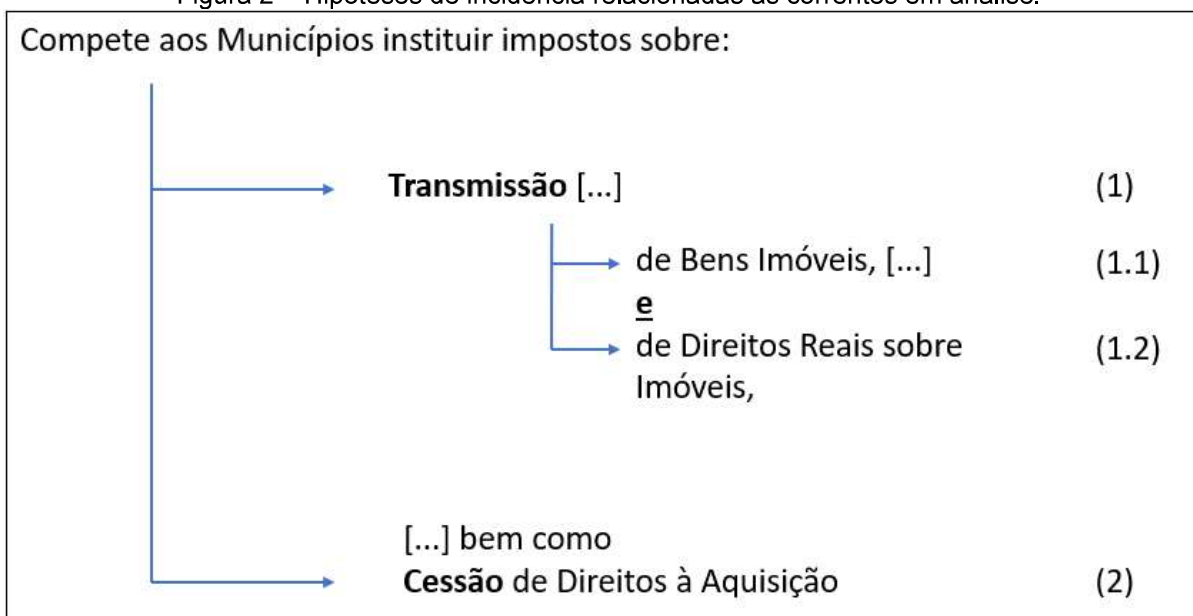 Figura 2 – Hipóteses de incidência relacionadas às correntes em análise.
Compete aos Municípios instituir impostos sobre:
Transmissão [...] (1)
de Bens Imóveis, [...] (1.1)
e
de Direitos Reais sobre (1.2)
Imóveis,
[...] bem como
Cessão de Direitos à Aquisição (2)